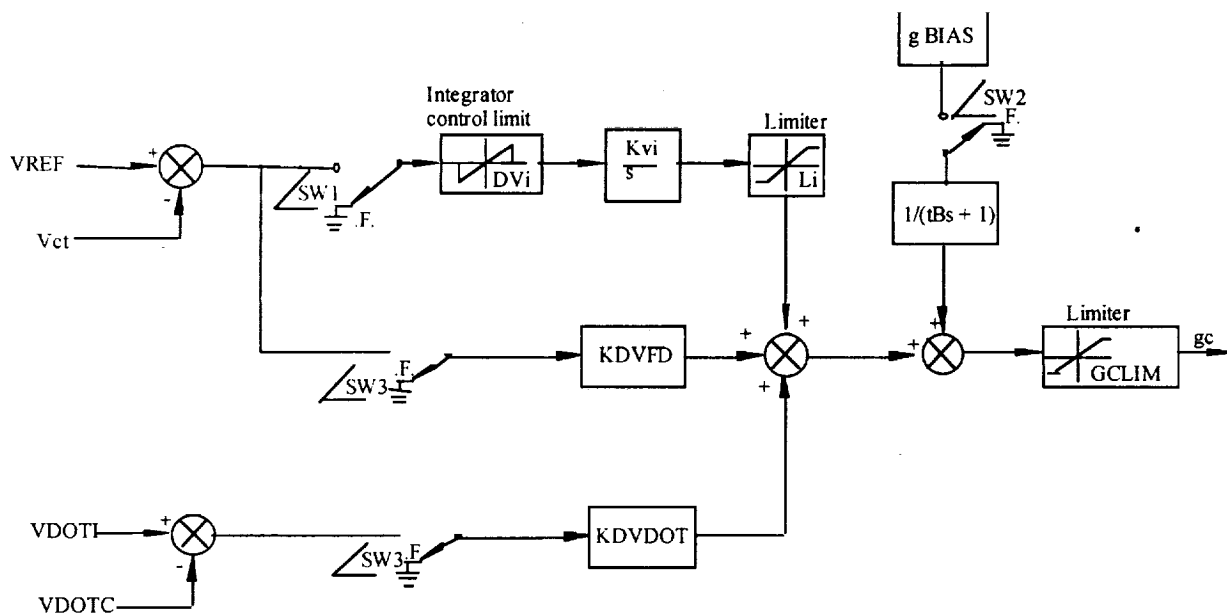 g BIAS
SW2
.F.
Integrator
control limit
DVi
Kvi
s
Limiter
Li
VREF
+
-
SW1
.F.
Vct
1/(tBs + 1)
+
KDVFD
+
+
+
+
SW3
.F.
Limiter
GCLIM
gc
VDOTI
+
-
SW3
.F
KDVDOT
VDOTC